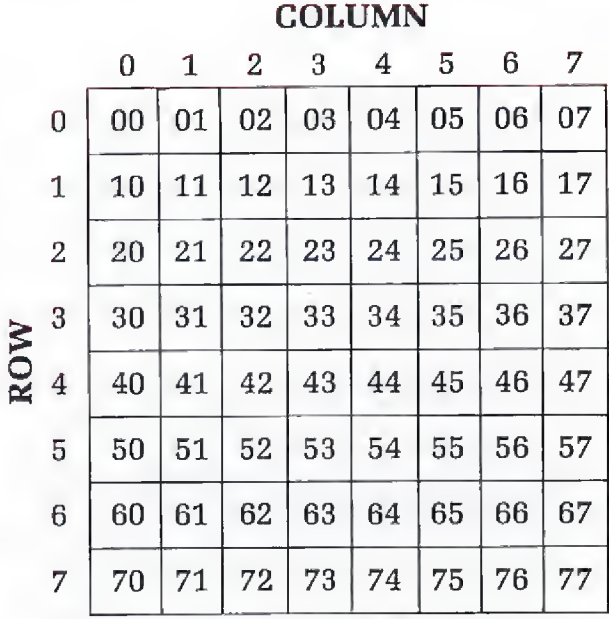 COLUMN
0 1 2 3 4 5 6 7
0 00 01 02 03 04 05 06 07
1 10 11 12 13 14 15 16 17
2 20 21 22 23 24 25 26 27
ROW
3 30 31 32 33 34 35 36 37
4 40 41 42 43 44 45 46 47
5 50 51 52 53 54 55 56 57
6 60 61 62 63 64 65 66 67
7 70 71 72 73 74 75 76 77